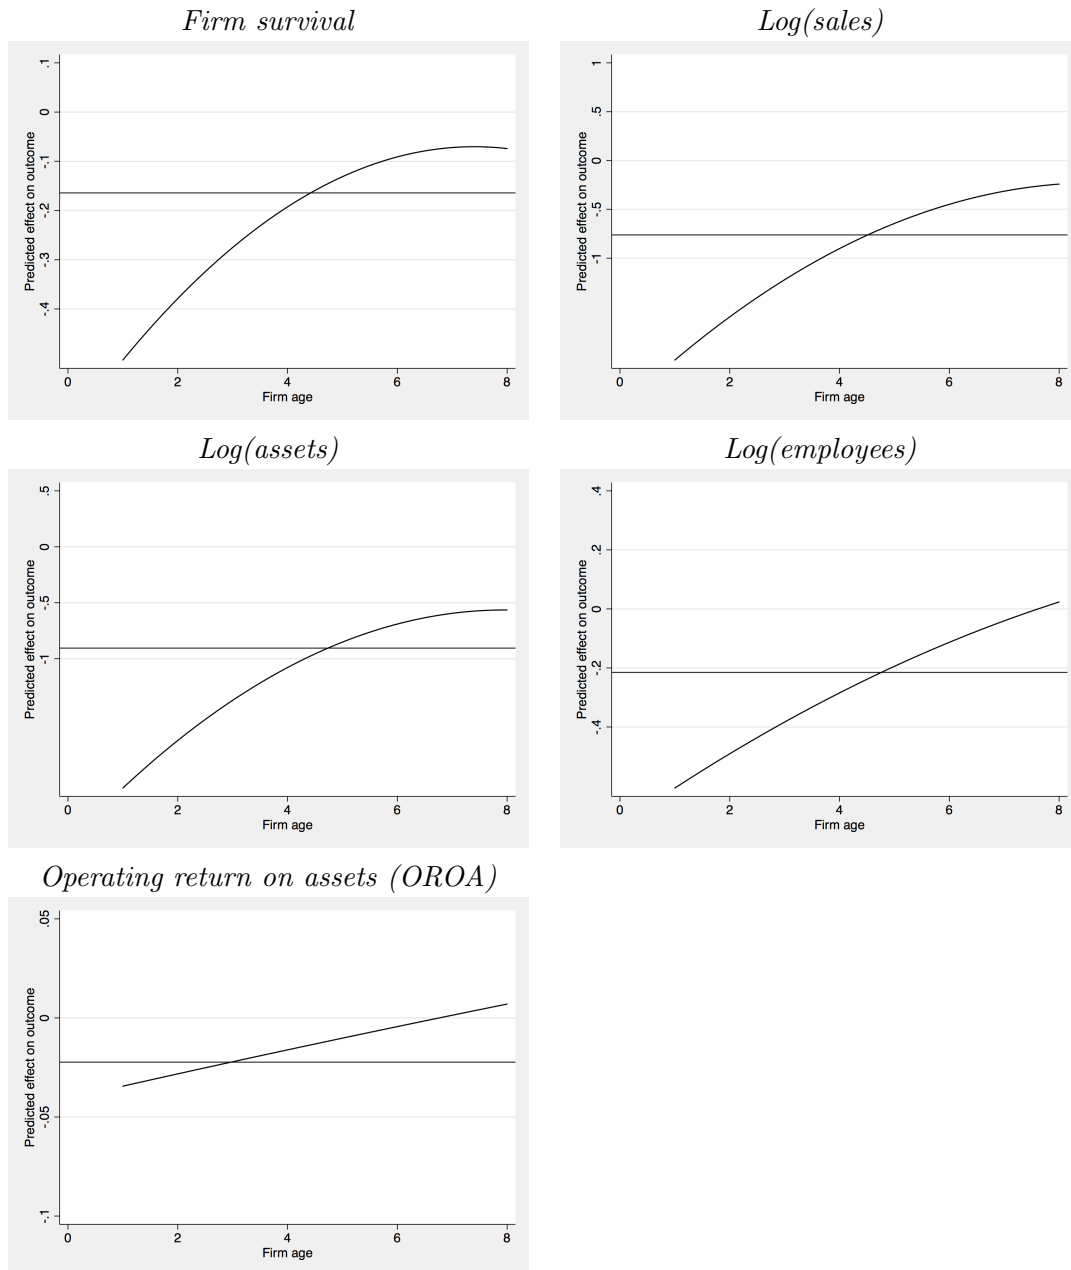 Firm survival
Predicted effect on outcome
.1
0
-.1
-.2
-.3
-.4
0 2 4 6 8
Firm age
Log(sales)
Predicted effect on outcome
1
.5
0
-.5
-1
0 2 4 6 8
Firm age
Log(assets)
Predicted effect on outcome
.5
0
-.5
-1
0 2 4 6 8
Firm age
Log(employees)
Predicted effect on outcome
.4
.2
0
-.2
-.4
0 2 4 6 8
Firm age
Operating return on assets (OROA)
Predicted effect on outcome
.05
0
-.05
-.1
0 2 4 6 8
Firm age